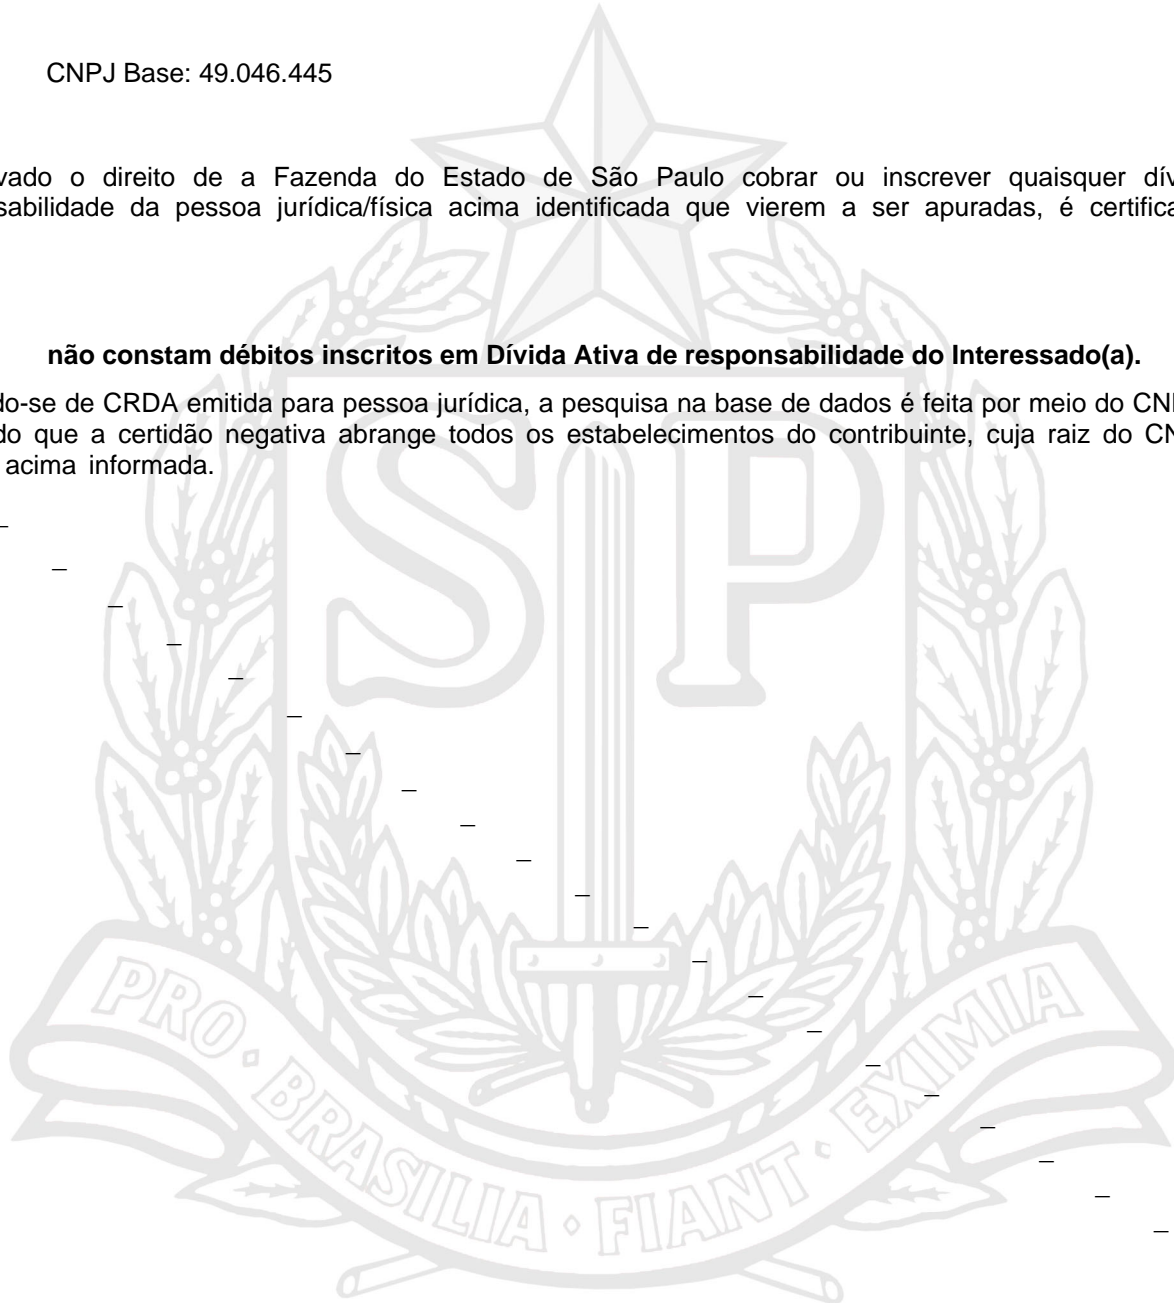 CNPJ Base: 49.046.445
vado o direito de a Fazenda do Estado de São Paulo cobrar ou inscrever quaisquer dív
sabilidade da pessoa jurídica/física acima identificada que vierem a ser apuradas, é certifica
não constam débitos inscritos em Dívida Ativa de responsabilidade do Interessado(a).
do-se de CRDA emitida para pessoa jurídica, a pesquisa na base de dados é feita por meio do CN
do que a certidão negativa abrange todos os estabelecimentos do contribuinte, cuja raiz do CN
acima informada.
SP
PRO · BRASILIA · FIANT · EXIMIA